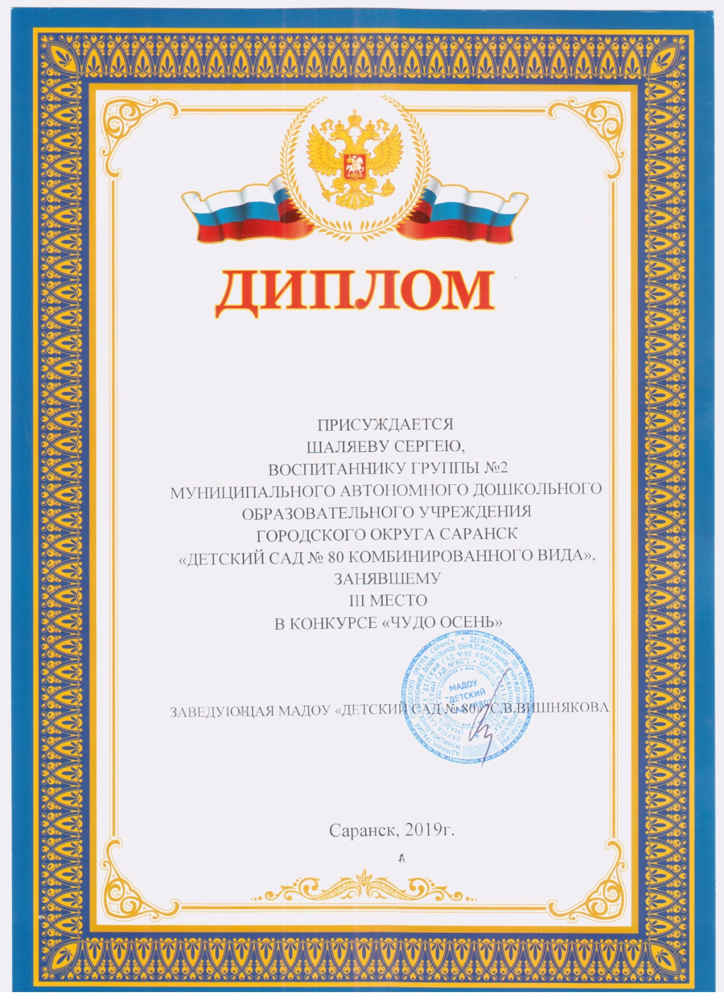 ДИПЛОМ
ПРИСУЖДАЕТСЯ
ШАЛЯЕВУ СЕРГЕЮ,
ВОСПИТАННИКУ ГРУППЫ №2
МУНИЦИПАЛЬНОГО АВТОНОМНОГО ДОШКОЛЬНОГО
ОБРАЗОВАТЕЛЬНОГО УЧРЕЖДЕНИЯ
ГОРОДСКОГО ОКРУГА САРАНСК
«ДЕТСКИЙ САД № 80 КОМБИНИРОВАННОГО ВИДА»,
ЗАНЯВШЕМУ
III МЕСТО
В КОНКУРСЕ «ЧУДО ОСЕНЬ»
МАДОУ
"ДЕТСКИЙ
САД №80"
ЗАВЕДУЮЩАЯ МАДОУ «ДЕТСКИЙ САД № 80» С.В.ВИШНЯКОВА
Саранск, 2019г.